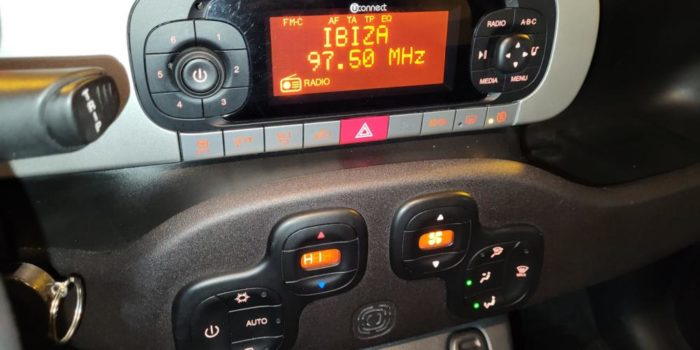 Uconnect
FM-C AF TA TP EQ
IBIZA
97.50 MHz
RADIO
6
5
4
1
2
3
RADIO
A-B-C
MEDIA
MENU
TRIP
HI
AUTO